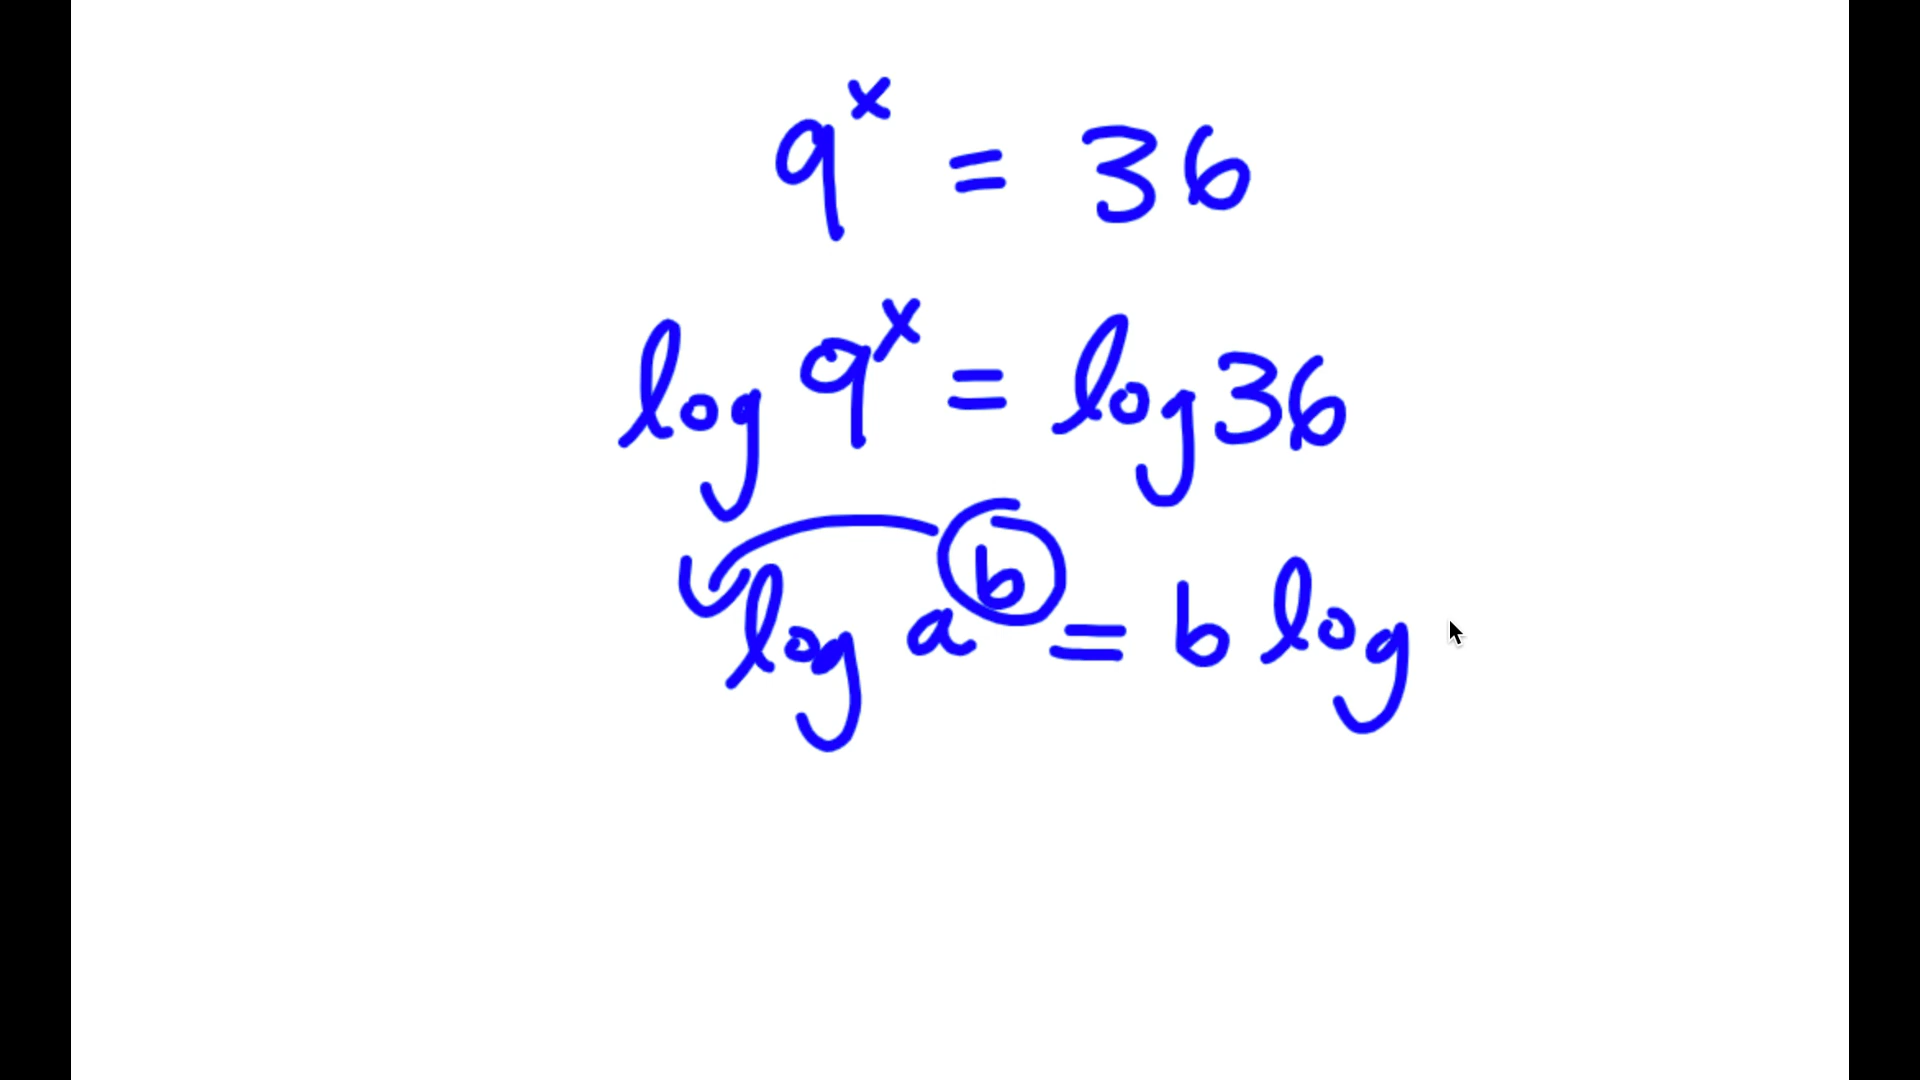 9^x = 36
log 9^x = log 36
log a^b = b log